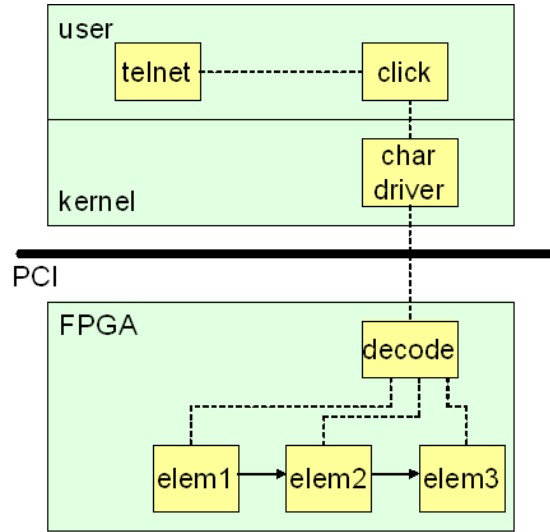 user
telnet
click
char
driver
kernel
PCI
FPGA
decode
elem1
elem2
elem3